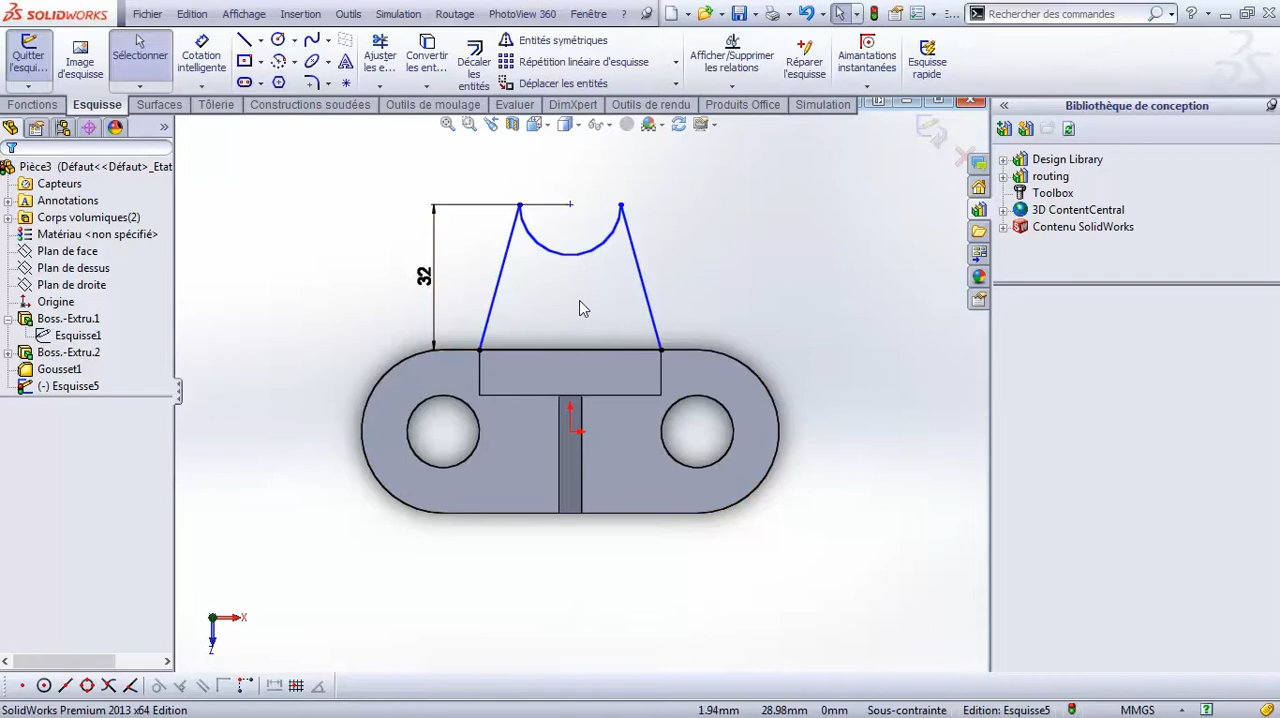 SOLIDWORKS Fichier Edition Affichage Insertion Outils Simulation Routage PhotoView 360 Fenêtre ? Rechercher des commandes
Quitter l'esqui...
Image d'esquisse
Sélectionner
Cotation intelligente
Ajuster les e...
Convertir les ent...
Décaler les entités
Entités symétriques
Répétition linéaire d'esquisse
Déplacer les entités
Afficher/Supprimer les relations
Réparer l'esquisse
Aimantations instantanées
Esquisse rapide
Fonctions Esquisse Surfaces Tôlerie Constructions soudées Outils de moulage Evaluer DimXpert Outils de rendu Produits Office Simulation
Pièce3 (Défaut<<Défaut>_Etat
Capteurs
Annotations
Corps volumiques(2)
Matériau <non spécifié>
Plan de face
Plan de dessus
Plan de droite
Origine
Boss.-Extru.1
Esquisse1
Boss.-Extru.2
Gousset1
(-) Esquisse5
32
X
Z
Bibliothèque de conception
Design Library
routing
Toolbox
3D ContentCentral
Contenu SolidWorks
SolidWorks Premium 2013 x64 Edition 1.94mm 28.98mm 0mm Sous-contrainte Edition: Esquisse5 MMGS